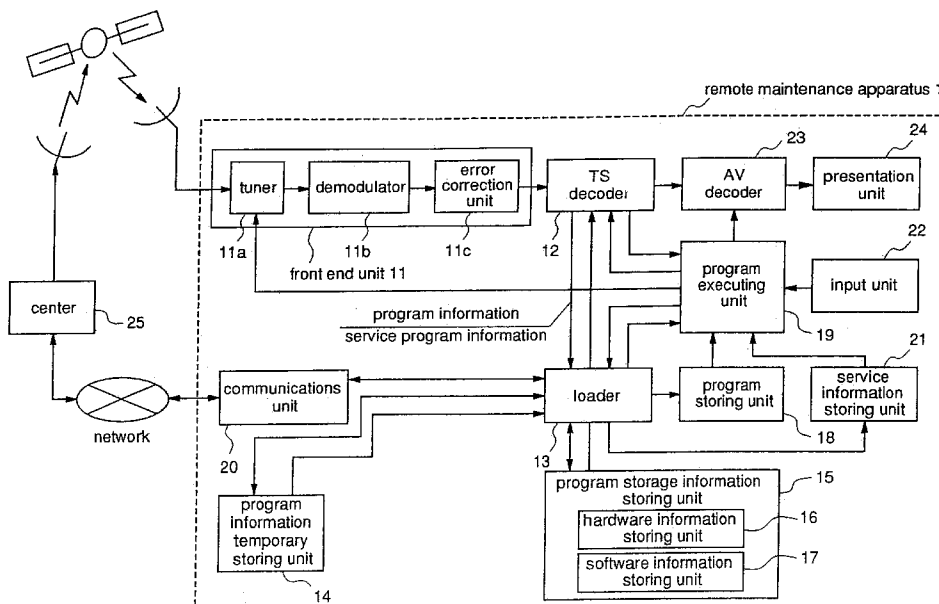 remote maintenance apparatus 1
23
24
tuner
demodulator
error
correction
unit
TS
decoder
AV
decoder
presentation
unit
11a
11b
11c
12
22
front end unit 11
program
executing
unit
input unit
center
25
program information
service program information
19
21
communications
unit
loader
program
storing unit
service
information
storing unit
network
20
13
18
program
information
temporary
storing unit
14
program storage information
storing unit
15
hardware information
storing unit
16
software information
storing unit
17